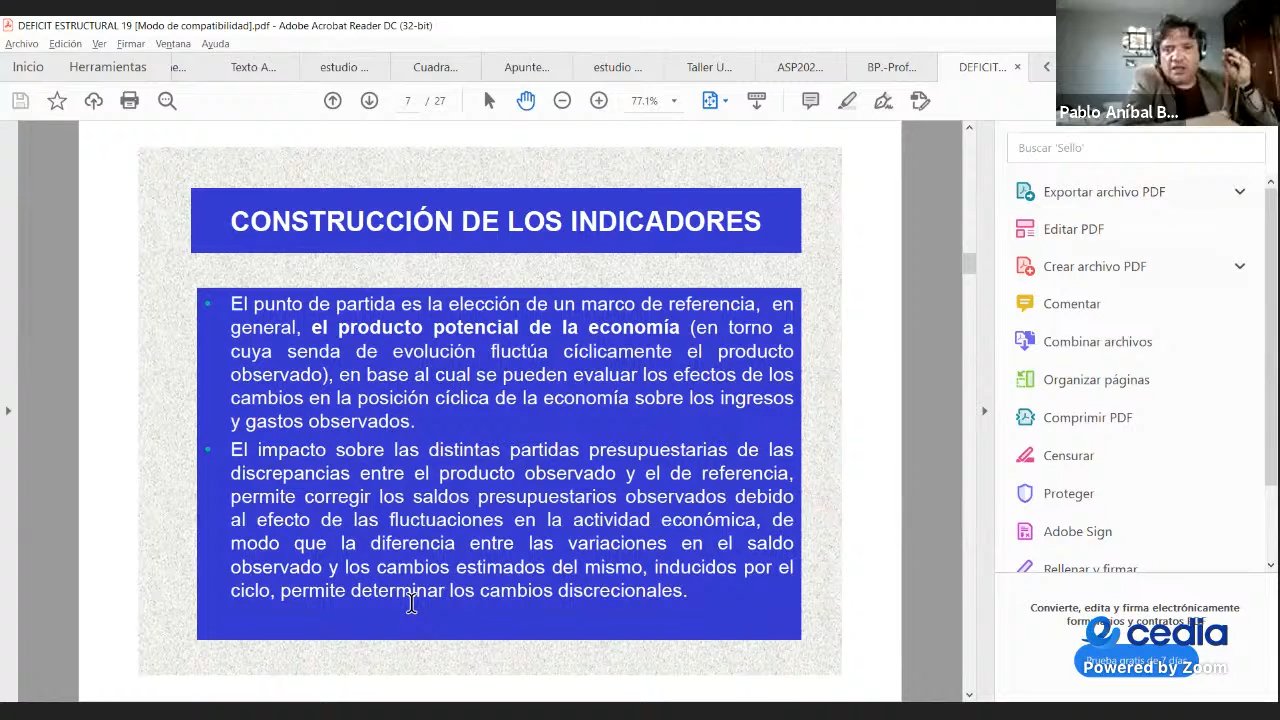 DEFICIT ESTRUCTURAL 19 [Modo de compatibilidad].pdf - Adobe Acrobat Reader DC (32-bit)
Archivo Edición Ver Firmar Ventana Ayuda
Inicio Herramientas e... Texto A... estudio ... Cuadra... Apunte... estudio ... Taller U... ASP202... BP.-Prof... DEFICIT... ×
7 / 27 77.1%
Pablo Aníbal B...
Buscar 'Sello'
Exportar archivo PDF
Editar PDF
Crear archivo PDF
Comentar
Combinar archivos
Organizar páginas
Comprimir PDF
Censurar
Proteger
Adobe Sign
Rellenar y firmar
CONSTRUCCIÓN DE LOS INDICADORES
• El punto de partida es la elección de un marco de referencia, en
general, el producto potencial de la economía (en torno a
cuya senda de evolución fluctúa cíclicamente el producto
observado), en base al cual se pueden evaluar los efectos de los
cambios en la posición cíclica de la economía sobre los ingresos
y gastos observados.
• El impacto sobre las distintas partidas presupuestarias de las
discrepancias entre el producto observado y el de referencia,
permite corregir los saldos presupuestarios observados debido
al efecto de las fluctuaciones en la actividad económica, de
modo que la diferencia entre las variaciones en el saldo
observado y los cambios estimados del mismo, inducidos por el
ciclo, permite determinar los cambios discrecionales.
Convierte, edita y firma electrónicamente
formularios y contratos PDF
cedia
Prueba gratis de 7 días
Powered by Zoom